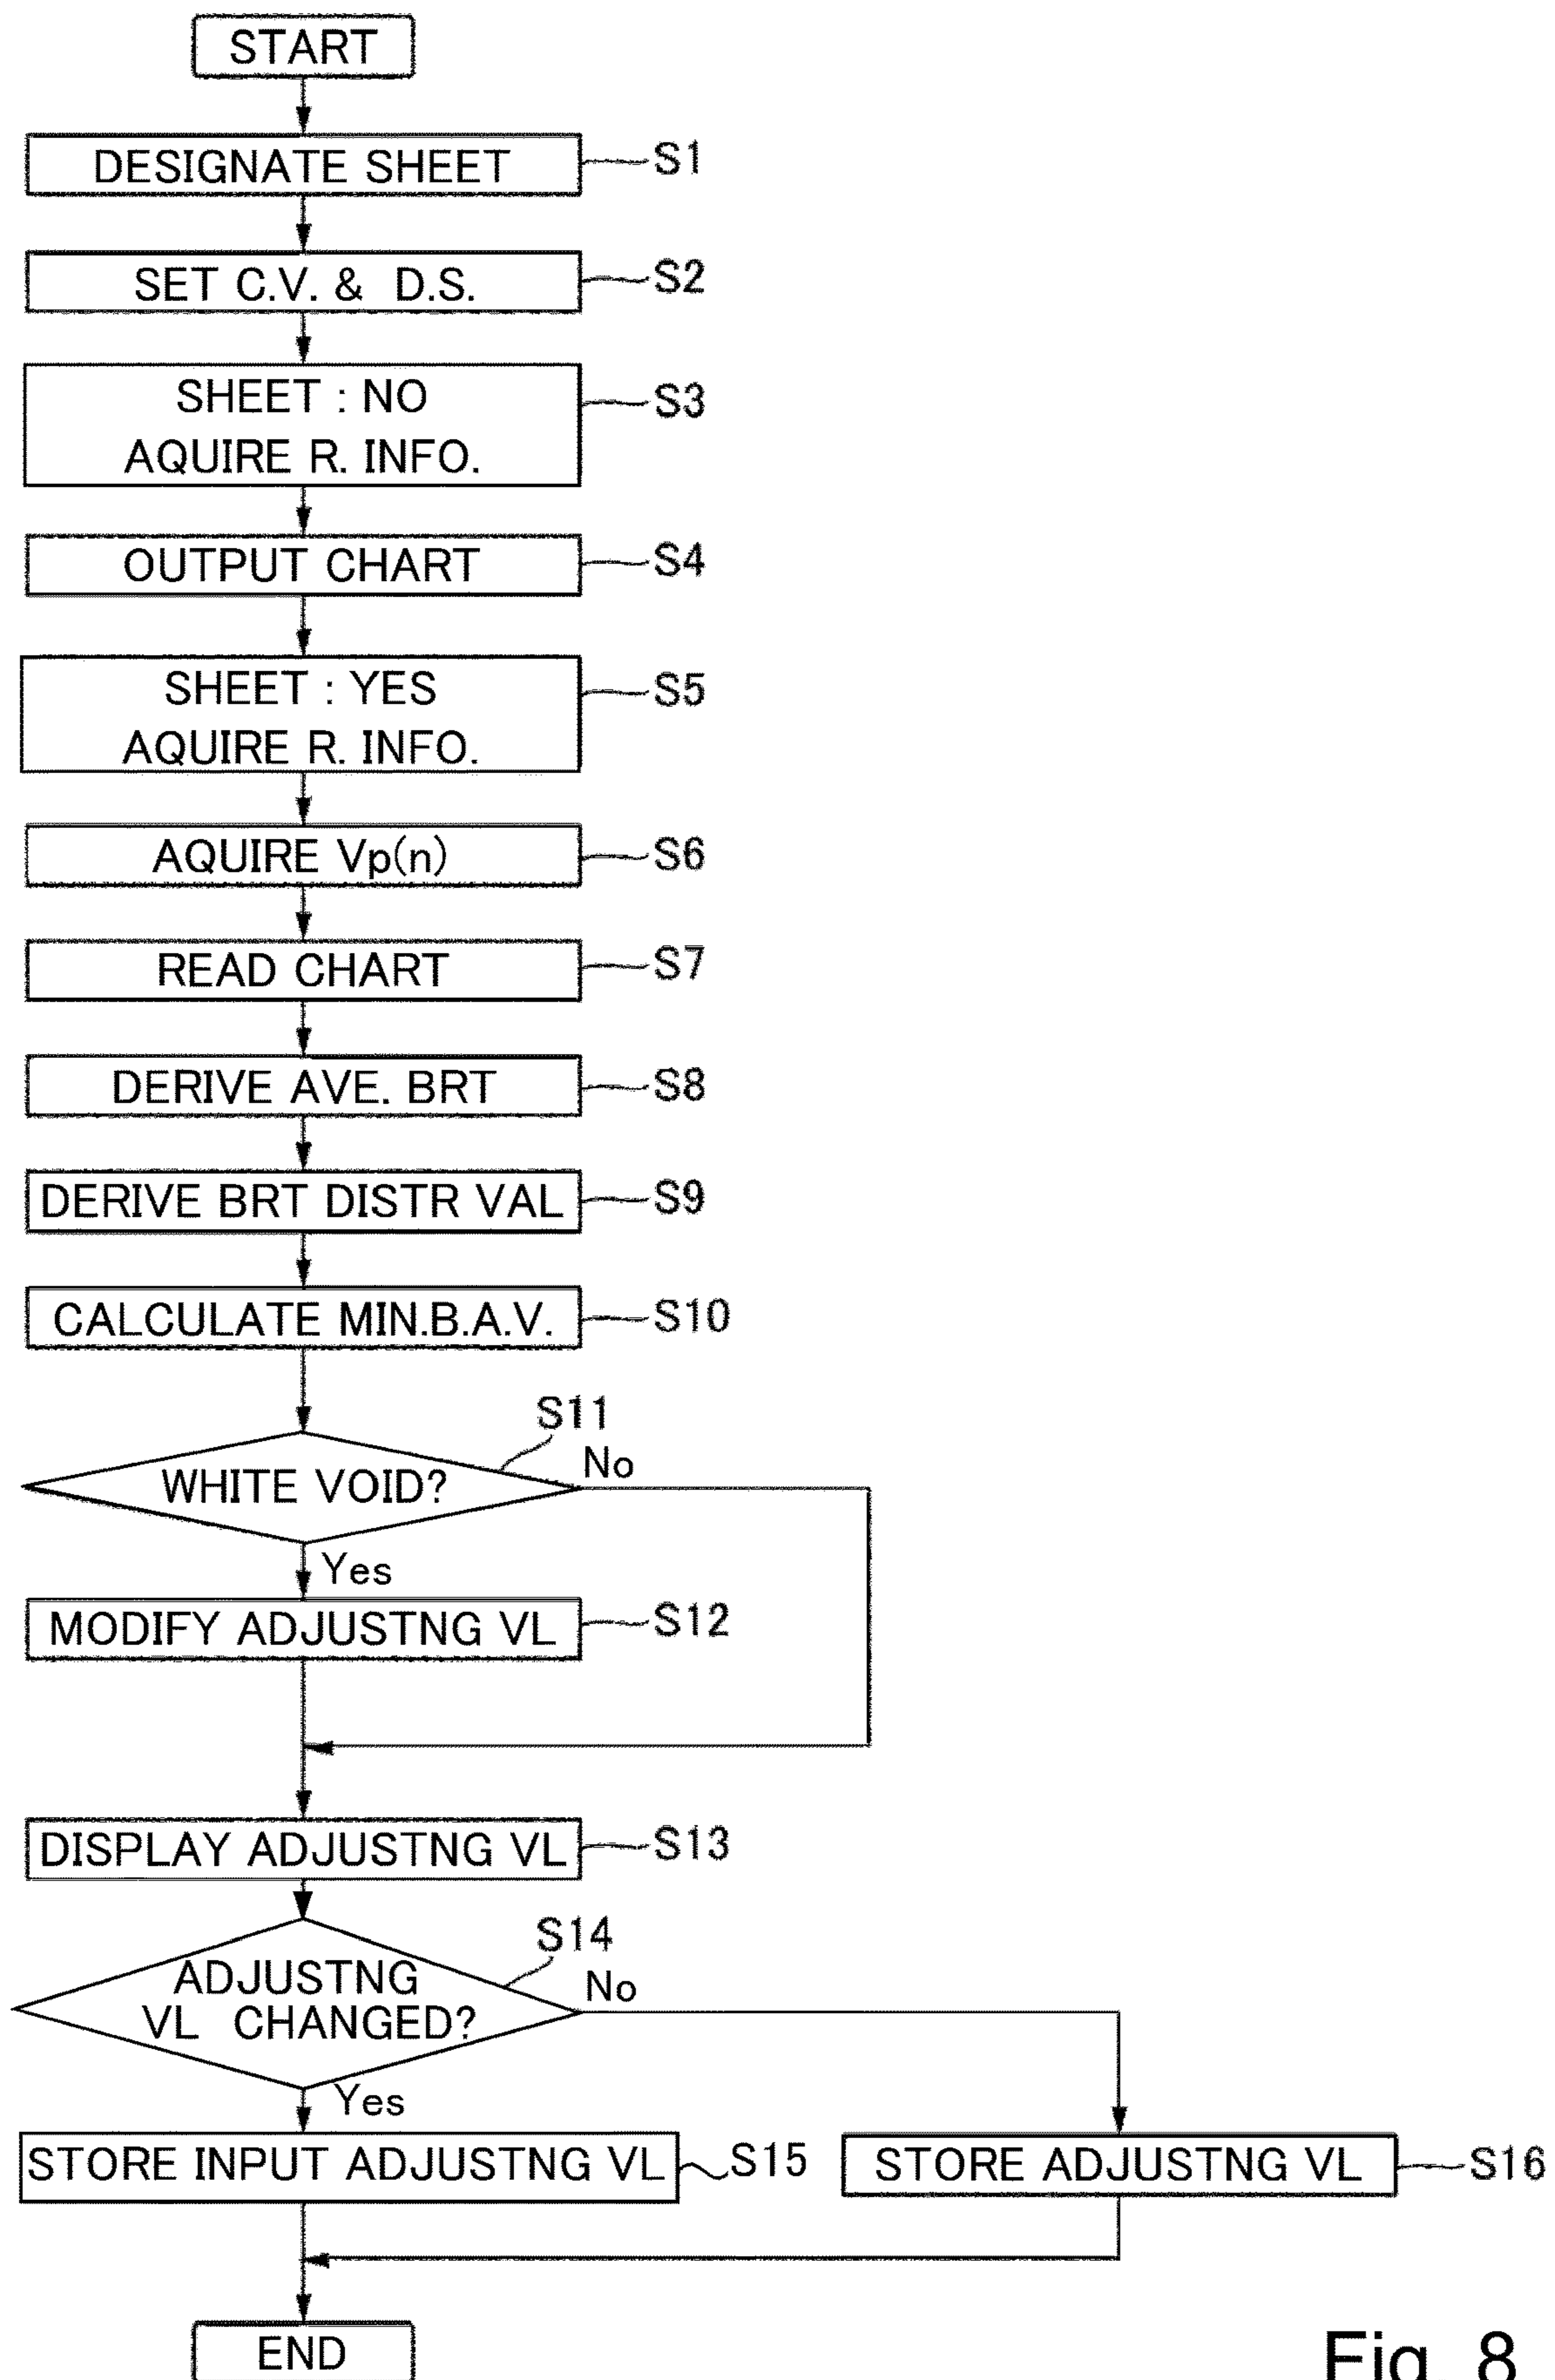 START
DESIGNATE SHEET
S1
SET C.V. & D.S.
S2
SHEET : NO
AQUIRE R. INFO.
S3
OUTPUT CHART
S4
SHEET : YES
AQUIRE R. INFO.
S5
AQUIRE Vp(n)
S6
READ CHART
S7
DERIVE AVE. BRT
S8
DERIVE BRT DISTR VAL
S9
CALCULATE MIN.B.A.V.
S10
S11
WHITE VOID?
No
Yes
MODIFY ADJUSTNG VL
S12
DISPLAY ADJUSTNG VL
S13
S14
ADJUSTNG
VL CHANGED?
No
Yes
STORE INPUT ADJUSTNG VL
S15
STORE ADJUSTNG VL
S16
END
Fig. 8